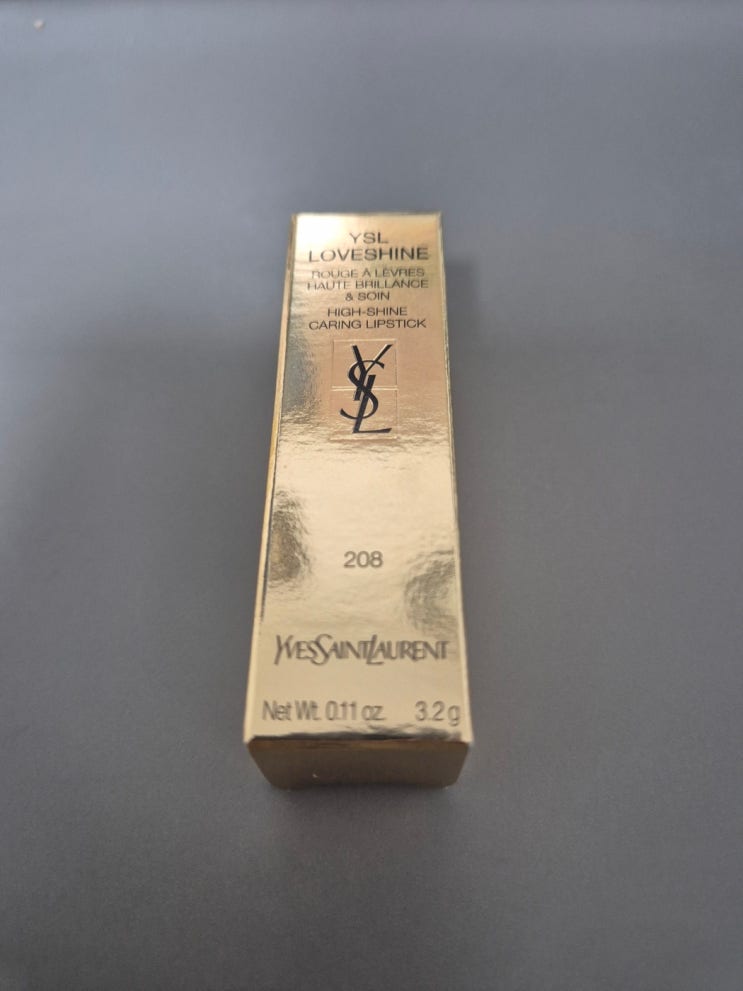 YSL
LOVESHINE
ROUGE À LÈVRES
HAUTE BRILLANCE
& SOIN
HIGH-SHINE
CARING LIPSTICK
YSL
208
YVESSAINTLAURENT
Net Wt. 0.11 oz. 3.2 g